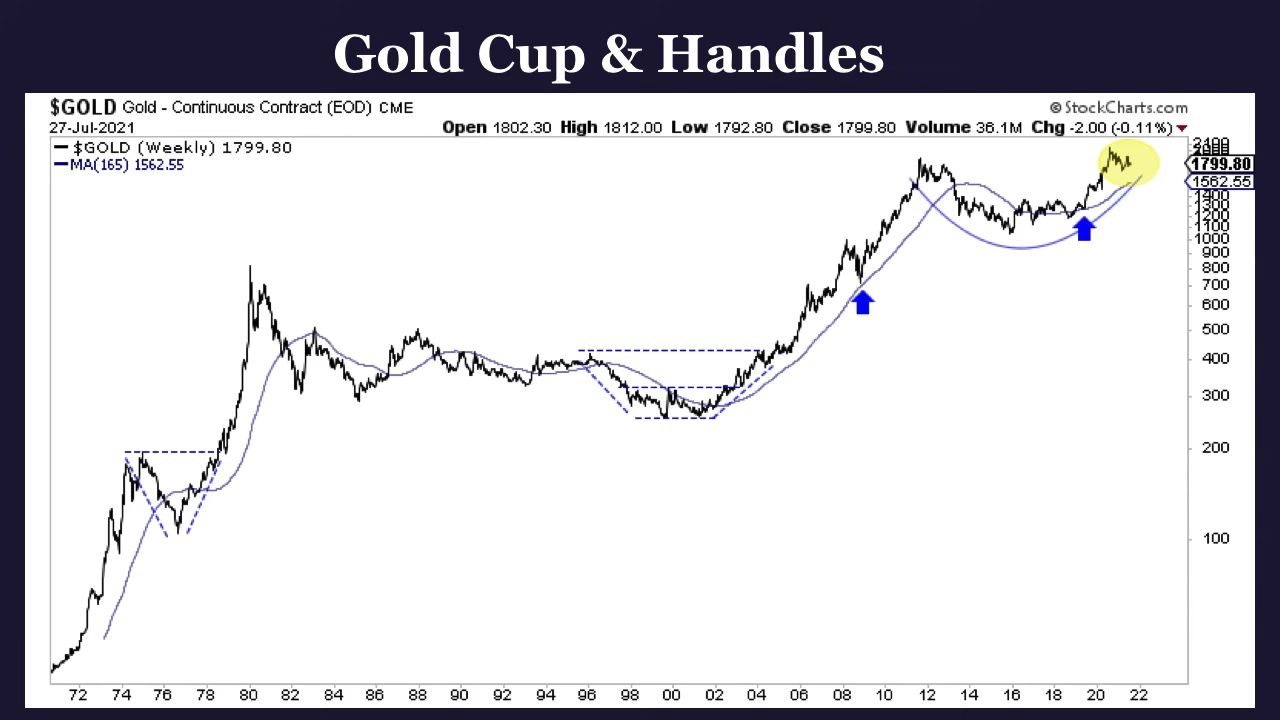 Gold Cup & Handles
$GOLD Gold - Continuous Contract (EOD) CME
© StockCharts.com
27-Jul-2021
Open 1802.30 High 1812.00 Low 1792.80 Close 1799.80 Volume 36.1M Chg -2.00 (-0.11%)
$GOLD (Weekly) 1799.80
MA(165) 1562.55
2100
1799.80
1562.55
1400
1300
1200
1100
1000
900
800
700
600
500
400
300
200
100
72 74 76 78 80 82 84 86 88 90 92 94 96 98 00 02 04 06 08 10 12 14 16 18 20 22